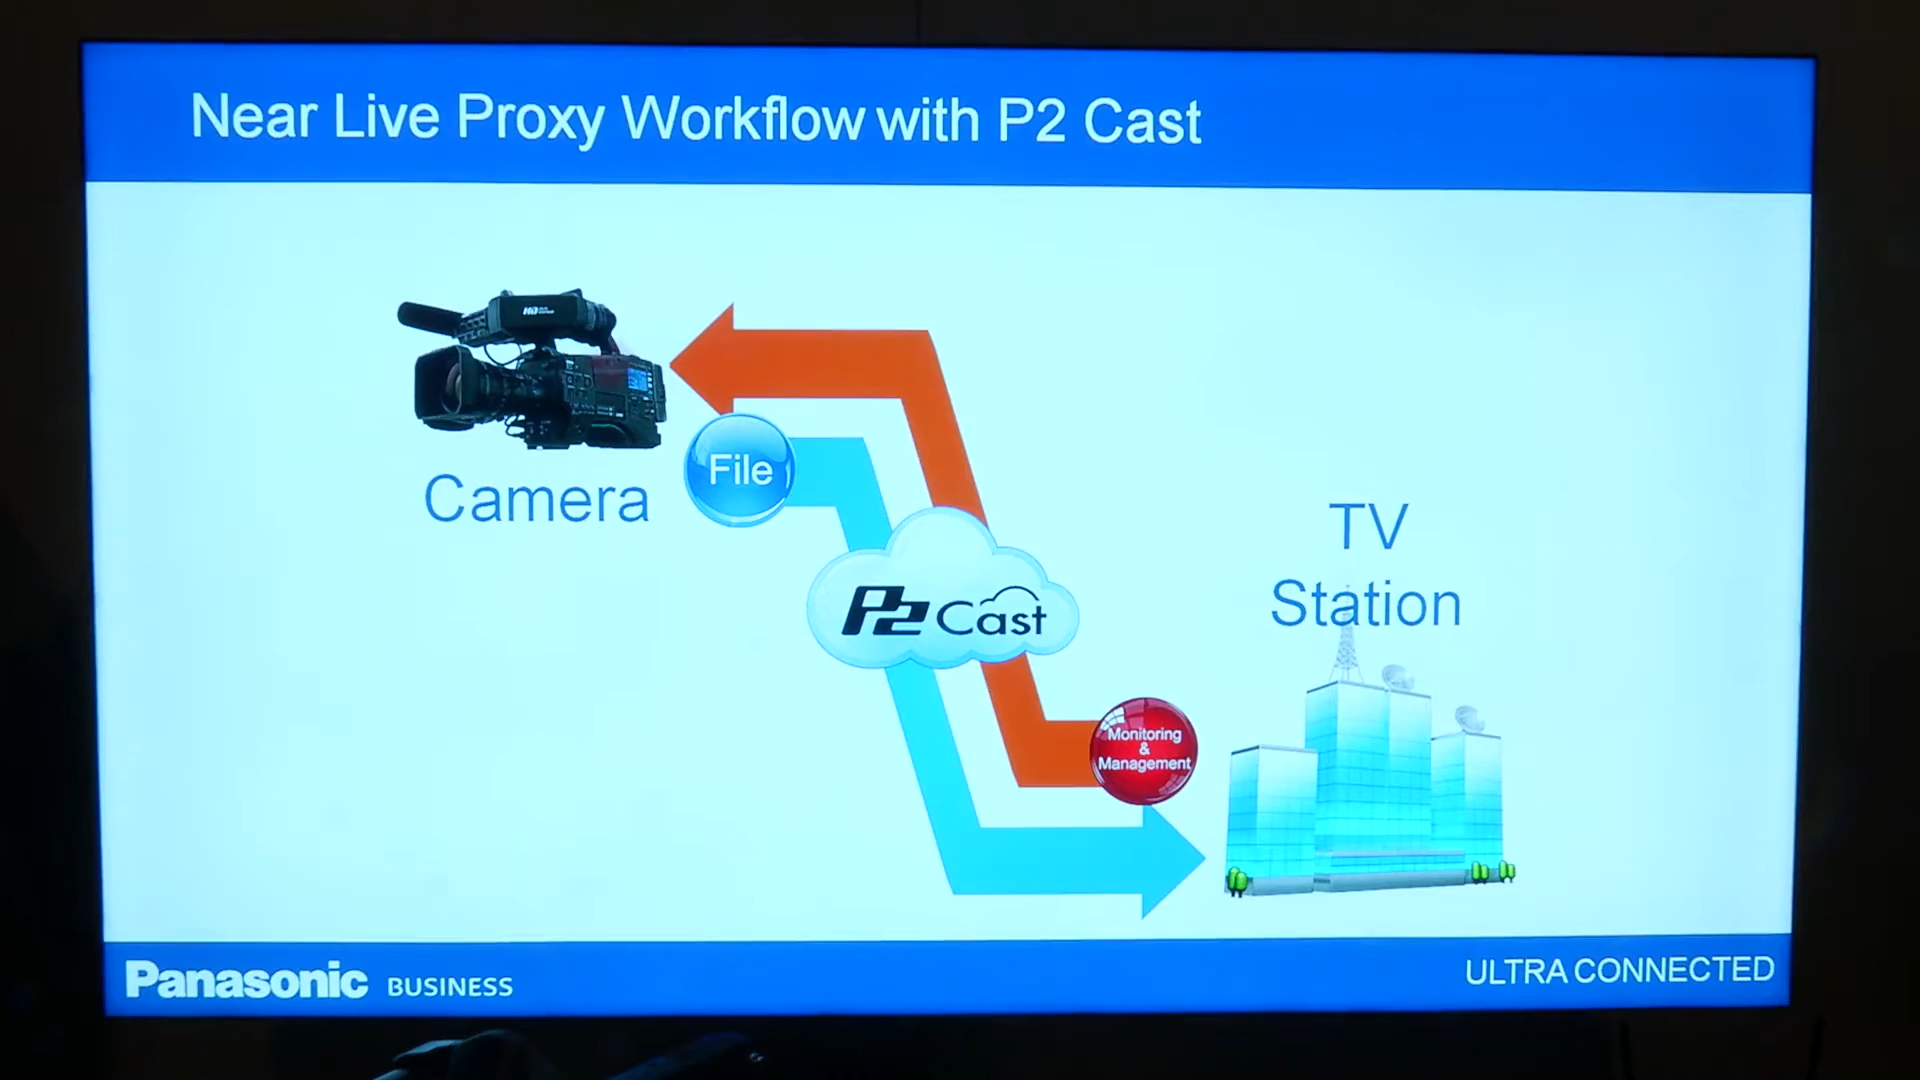 Near Live Proxy Workflow with P2 Cast
HD
File
Camera
TV
Station
P2 Cast
Monitoring
&
Management
Panasonic BUSINESS
ULTRA CONNECTED